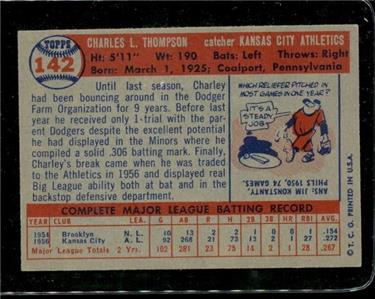 TOPPS
142
CHARLES L. THOMPSON catcher KANSAS CITY ATHLETICS
Ht: 5'11" Wt: 190 Bats: Left Throws: Right
Born: March 1, 1925; Coalport, Pennsylvania
Until last season, Charley
had been bouncing around in the Dodger
Farm Organization for 9 years. Before last
year he received only 1-trial with the par-
ent Dodgers despite the excellent potential
he had displayed in the Minors where he
compiled a solid .306 batting mark. Finally,
Charley's break came when he was traded
to the Athletics in 1956 and displayed real
Big League ability both at bat and in the
backstop defensive department.
WHICH RELIEFER PITCHED IN
MOST GAMES IN ONE YEAR?
IT'S A
STEADY
JOB!
ANS: JIM KONSTANTY
PHILS 1950, 74 GAMES
COMPLETE MAJOR LEAGUE BATTING RECORD
YEAR CLUB LEA. G AB R H 2B 3B HR RBI AVG.
1954 Brooklyn N. L. 10 13 2 2 0 0 0 1 .154
1956 Kansas City A. L. 92 268 21 73 13 2 1 27 .272
Major League Totals 2 Yrs. 102 281 23 75 13 2 1 28 .267
© T. C. G. PRINTED IN U.S.A.